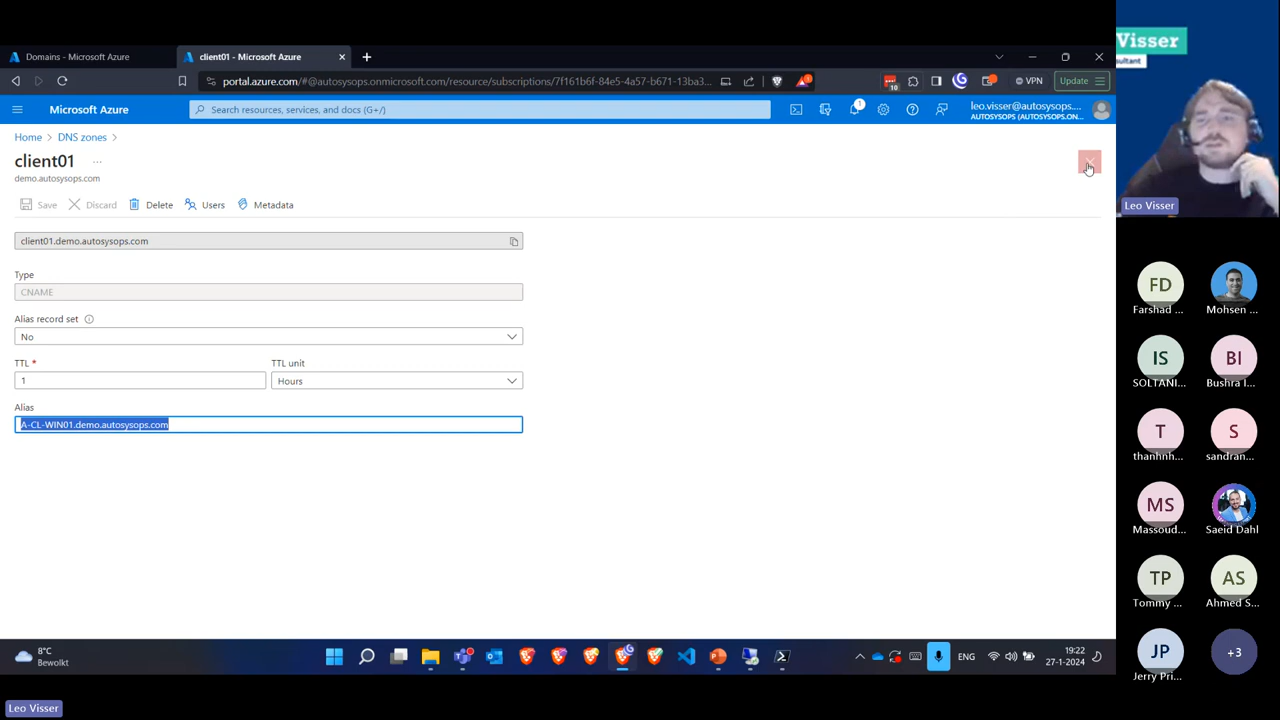 Domains - Microsoft Azure
client01 - Microsoft Azure
portal.azure.com/#@autosysops.onmicrosoft.com/resource/subscriptions/7f161b6f-84e5-4a57-b671-13ba3...
10
VPN
Update
Microsoft Azure
Search resources, services, and docs (G+/)
1
leo.visser@autosysops....
AUTOSYSOPS (AUTOSYSOPS.ON...
Home
DNS zones
client01
...
demo.autosysops.com
Save
Discard
Delete
Users
Metadata
client01.demo.autosysops.com
Type
CNAME
Alias record set
No
TTL *
TTL unit
1
Hours
Alias
A-CL-WIN01.demo.autosysops.com
8°C
Bewolkt
ENG
19:22
27-1-2024
Leo Visser
Visser
sultant
Leo Visser
FD
Farshad ...
Mohsen ...
IS
SOLTANI...
BI
Bushra I...
T
thanhnh...
S
sandran...
MS
Massoud...
Saeid Dahl
TP
Tommy ...
AS
Ahmed S...
JP
Jerry Pri...
+3